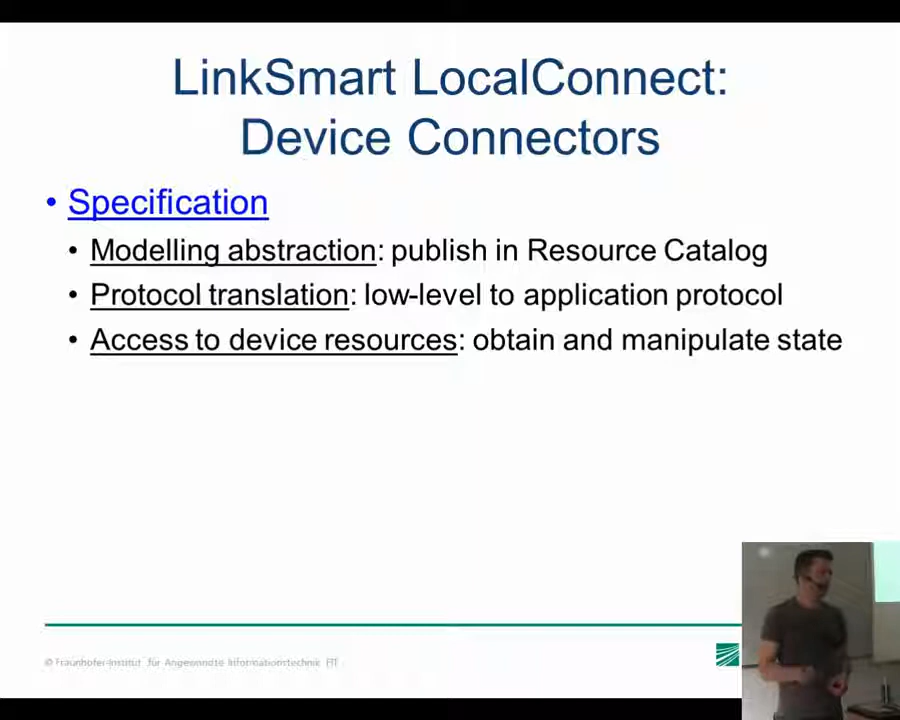 LinkSmart LocalConnect:
Device Connectors
• Specification
• Modelling abstraction: publish in Resource Catalog
• Protocol translation: low-level to application protocol
• Access to device resources: obtain and manipulate state
© Fraunhofer-Institut für Angewandte Informationstechnik FIT